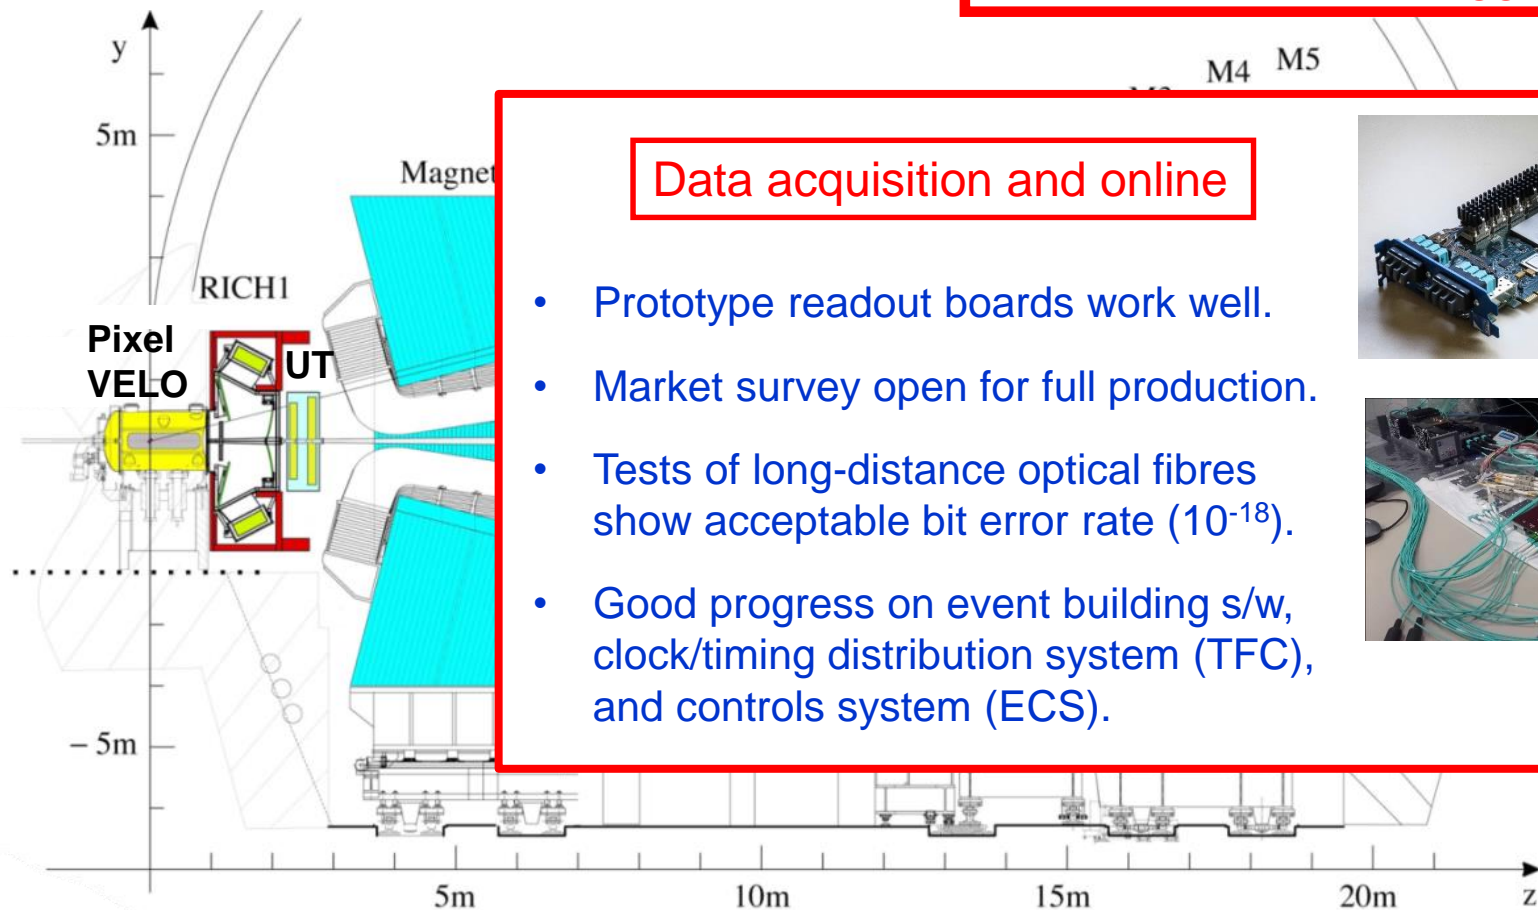 y
M4 M5
5m
Magnet
Data acquisition and online
RICH1
• Prototype readout boards work well.
Pixel
VELO
UT
• Market survey open for full production.
• Tests of long-distance optical fibres
show acceptable bit error rate (10⁻¹⁸).
• Good progress on event building s/w,
clock/timing distribution system (TFC),
and controls system (ECS).
− 5m
5m 10m 15m 20m z